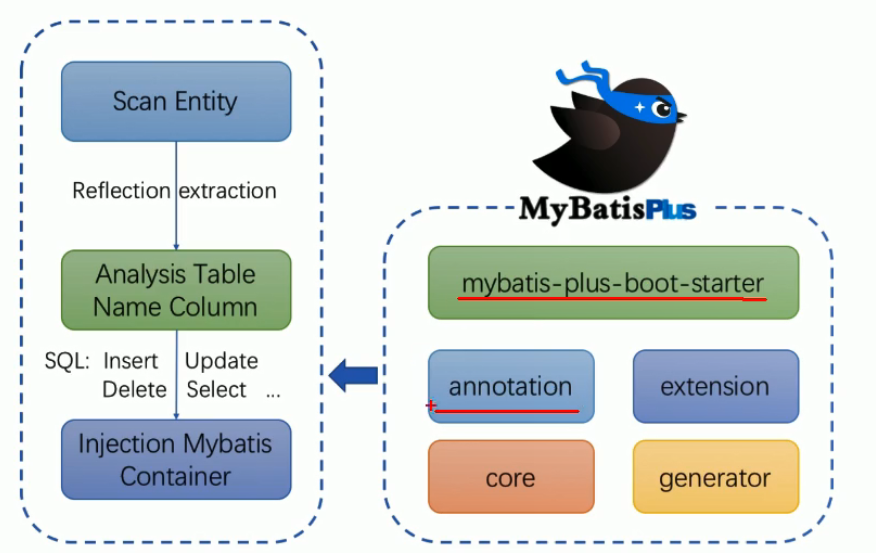 Scan Entity
Reflection extraction
Analysis Table
Name Column
SQL: Insert Update
Delete Select ...
Injection Mybatis
Container
MyBatisPlus
mybatis-plus-boot-starter
annotation
extension
core
generator